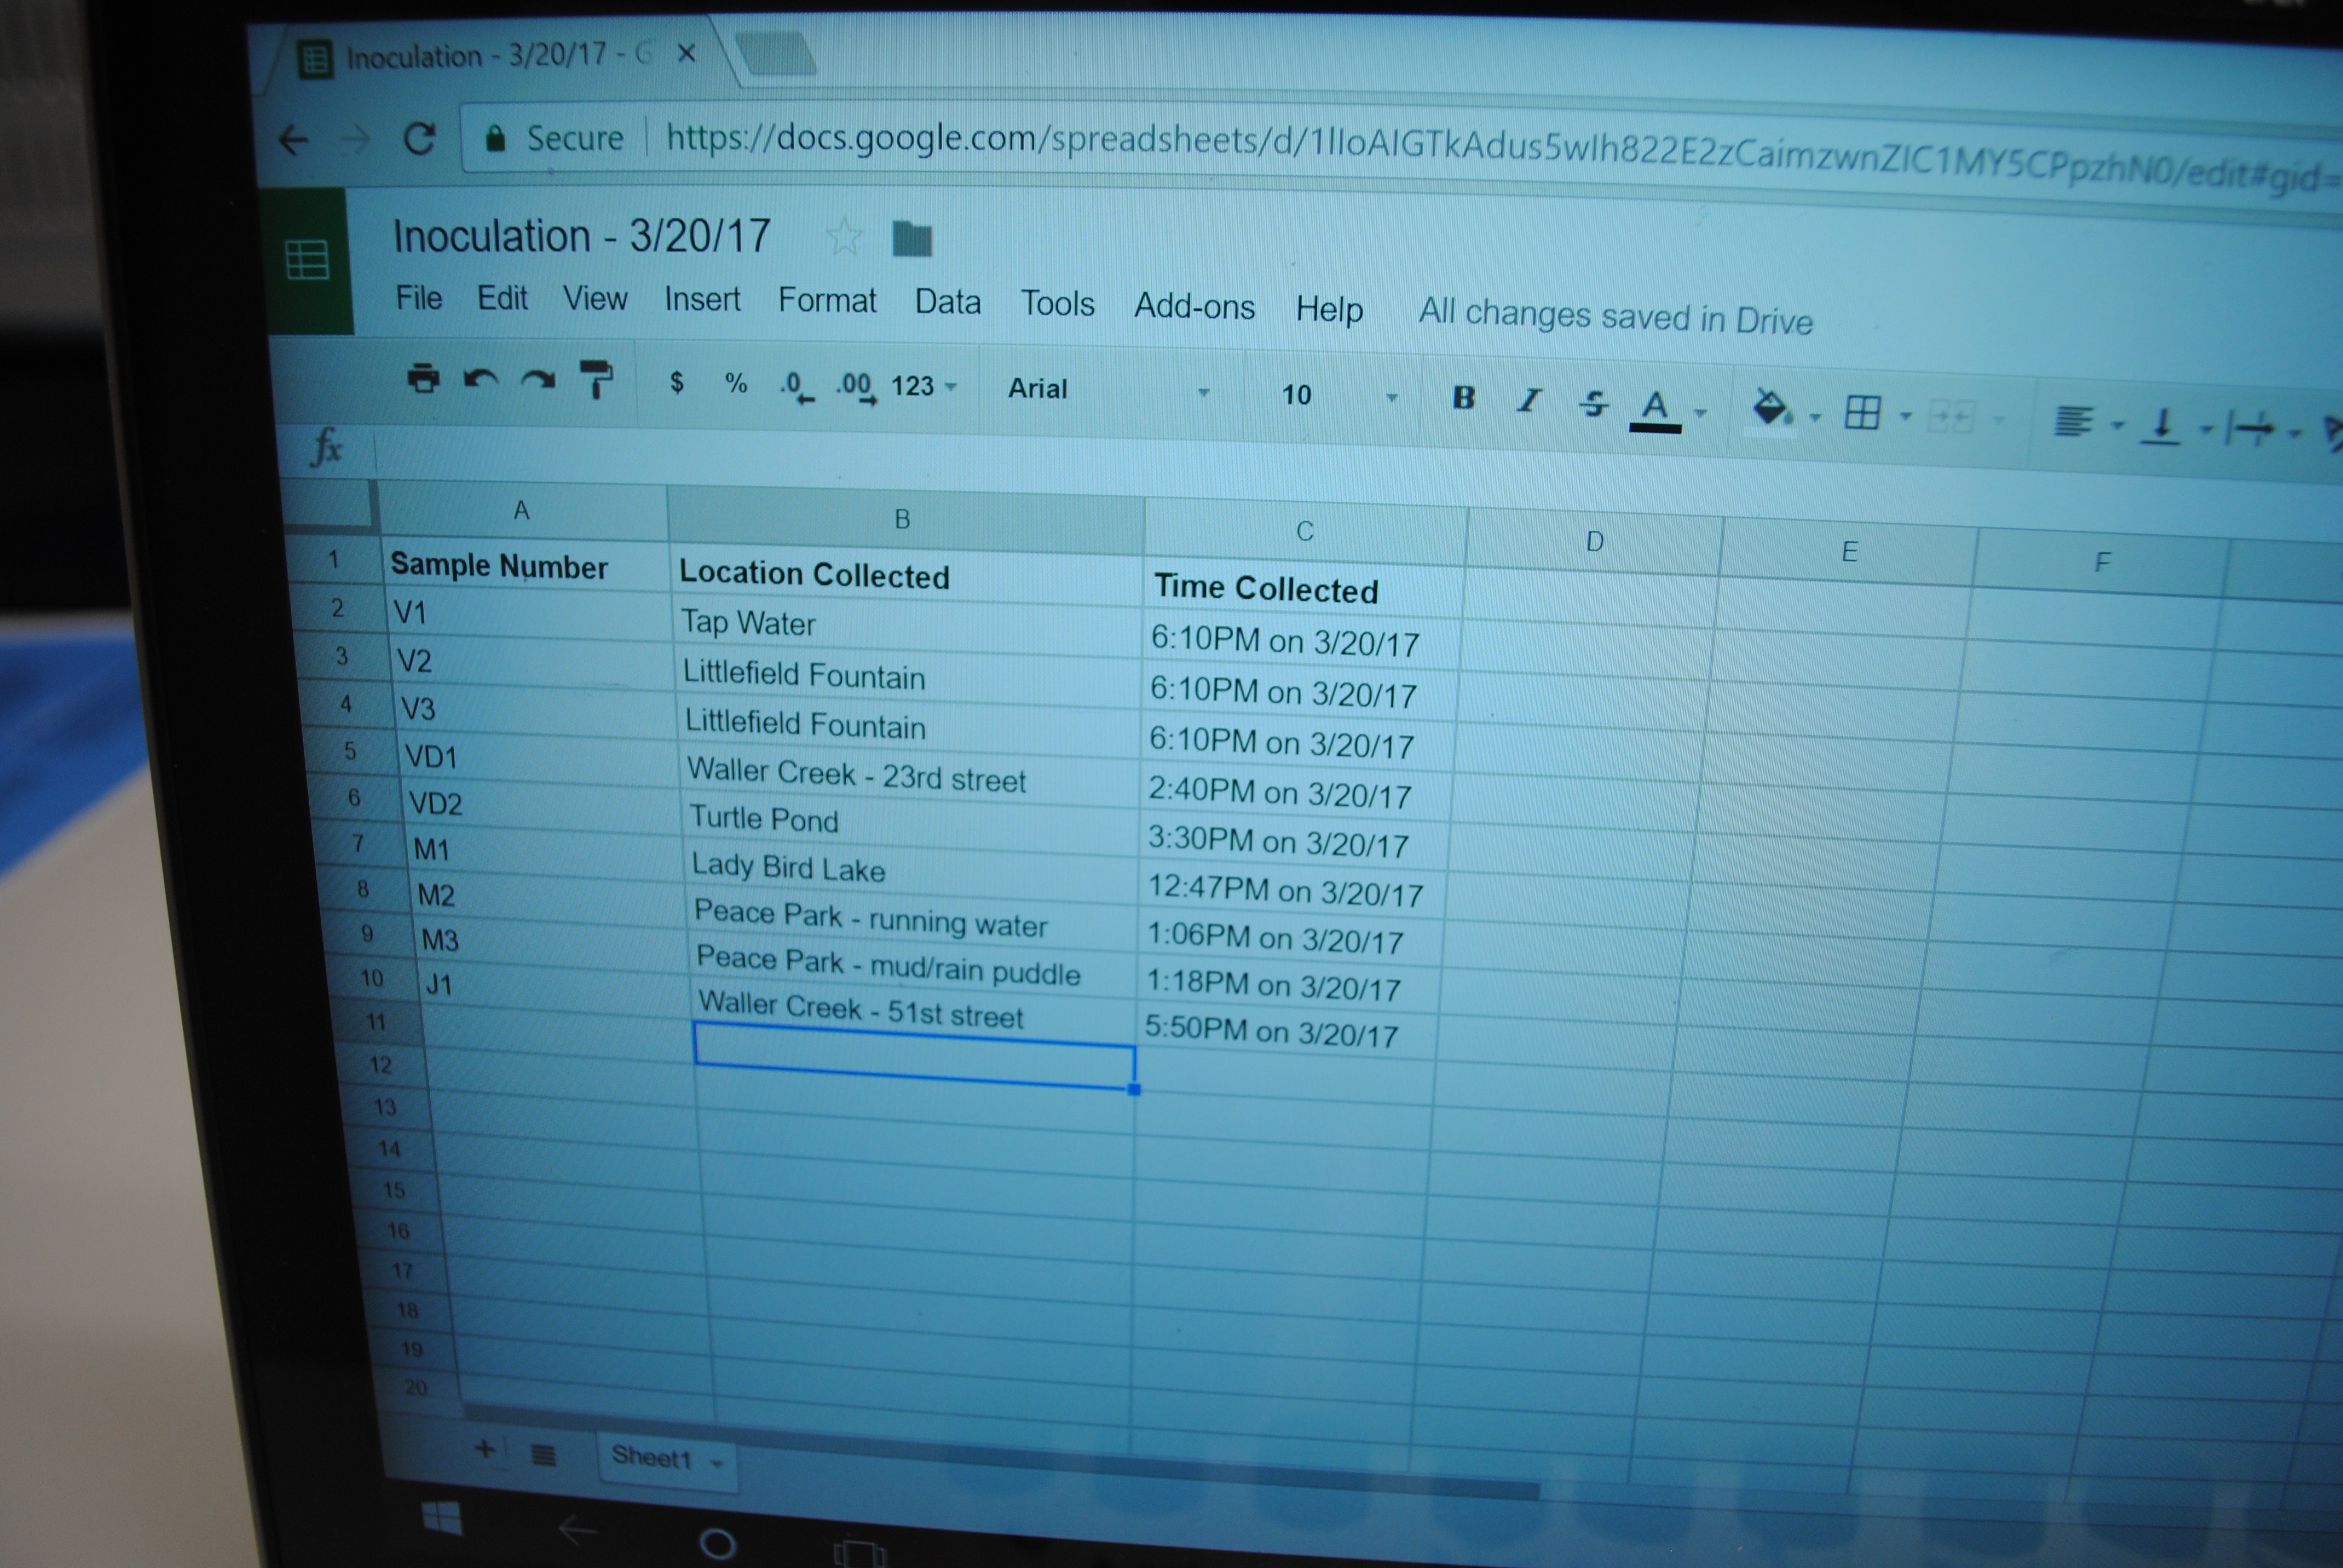 Inoculation - 3/20/17 - G
Secure https://docs.google.com/spreadsheets/d/1lIoAIGTkAdus5wIh822E2zCaimzwnZIC1MY5CPpzhN0/edit#gid=
Inoculation - 3/20/17
File Edit View Insert Format Data Tools Add-ons Help All changes saved in Drive
$ % .0 .00 123 Arial 10 B I S A
fx
A B C D E F
1 Sample Number Location Collected Time Collected
2 V1 Tap Water 6:10PM on 3/20/17
3 V2 Littlefield Fountain 6:10PM on 3/20/17
4 V3 Littlefield Fountain 6:10PM on 3/20/17
5 VD1 Waller Creek - 23rd street 2:40PM on 3/20/17
6 VD2 Turtle Pond 3:30PM on 3/20/17
7 M1 Lady Bird Lake 12:47PM on 3/20/17
8 M2 Peace Park - running water 1:06PM on 3/20/17
9 M3 Peace Park - mud/rain puddle 1:18PM on 3/20/17
10 J1 Waller Creek - 51st street 5:50PM on 3/20/17
11
12
13
14
15
16
17
18
19
20
+ Sheet1